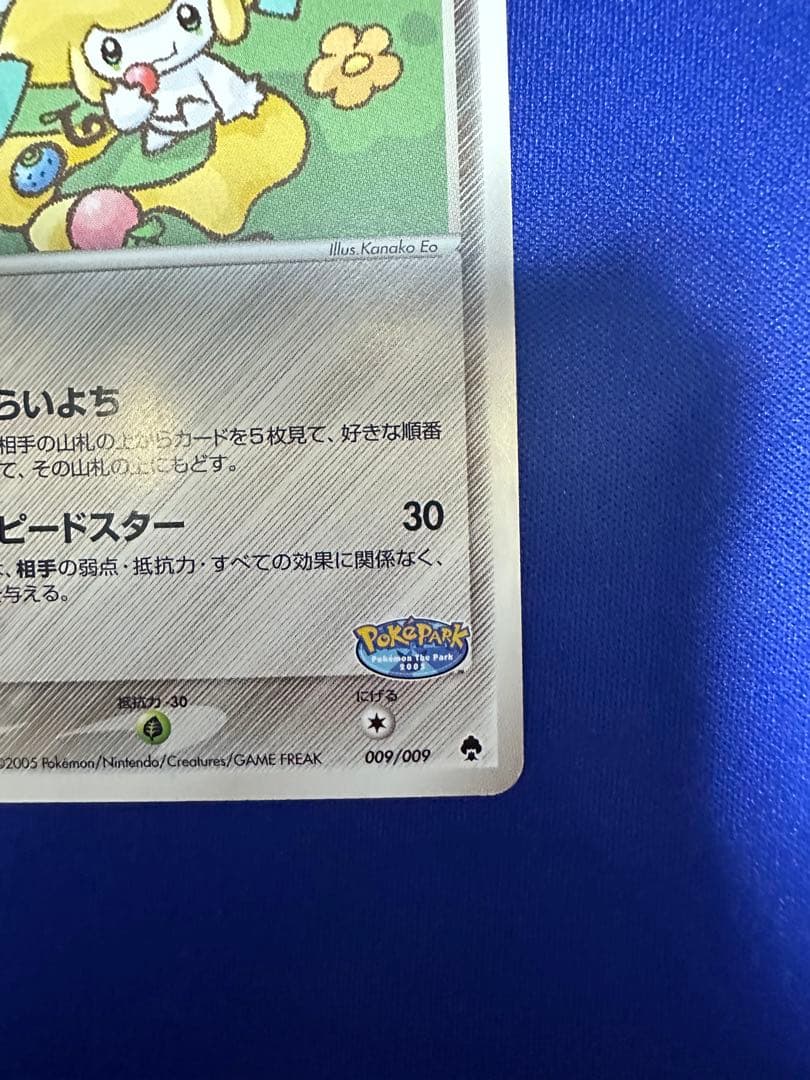 Illus.Kanako Eo
らいよち
相手の山札の上からカードを5枚見て、好きな順番
て、その山札の上にもどす。
ピードスター 30
、相手の弱点・抵抗力・すべての効果に関係なく、
与える。
POKÉPARK
Pokémon The Park
2005
抵抗力 -30
にげる
©2005 Pokémon/Nintendo/Creatures/GAME FREAK
009/009